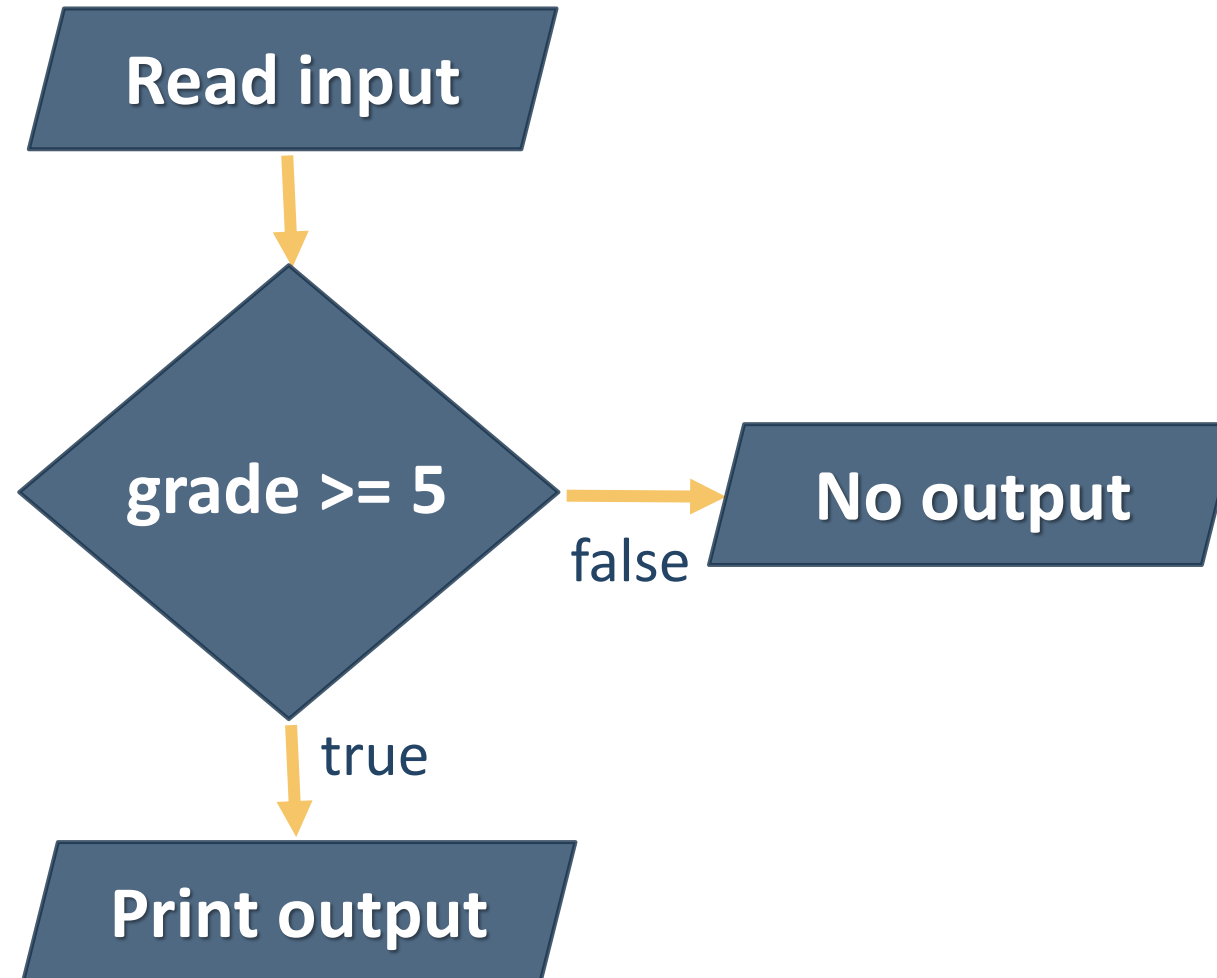 Read input
grade >= 5
false
No output
true
Print output